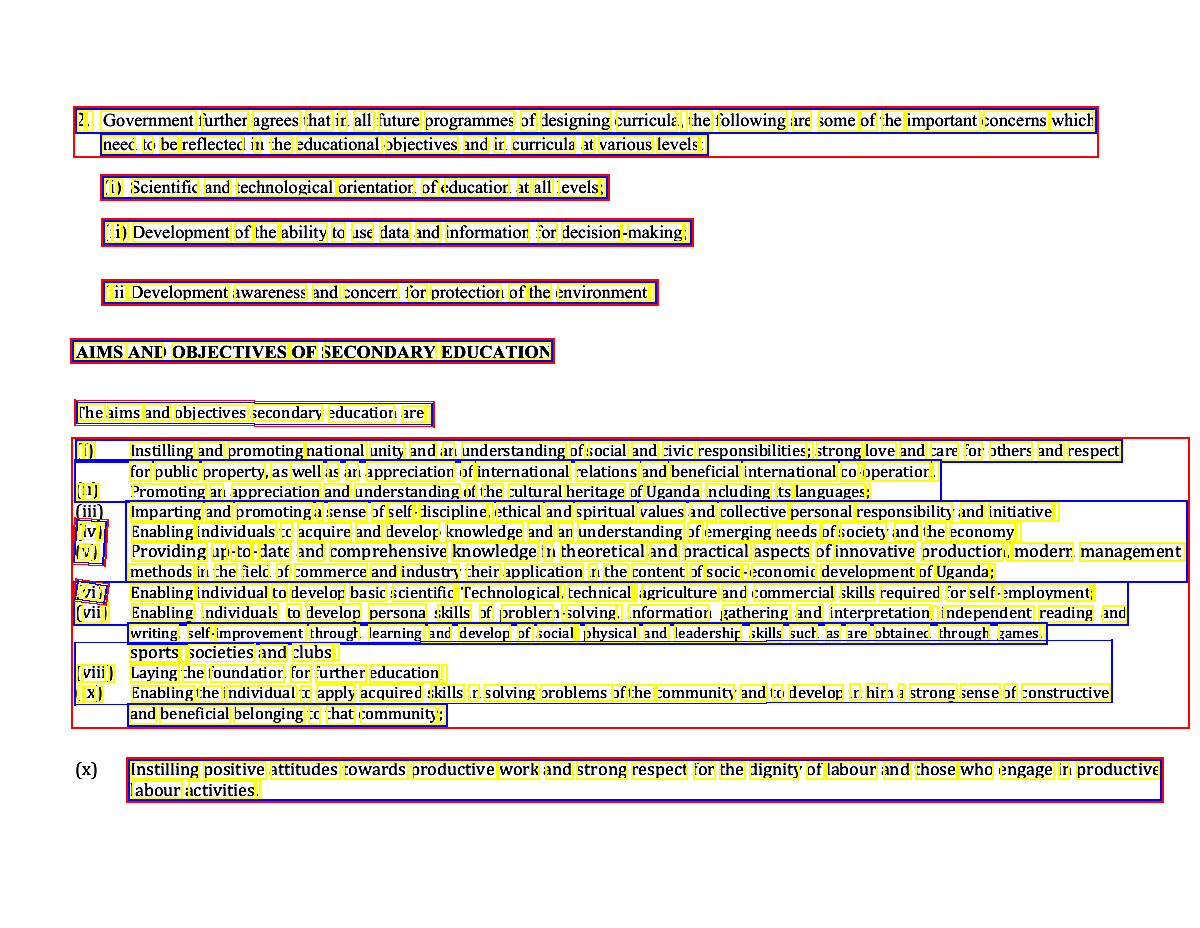 2. Government further agrees that in all future programmes of designing curricula, the following are some of the important concerns which
need to be reflected in the educational objectives and in curricula at various levels:
(i) Scientific and technological orientation of education at all levels;
(ii) Development of the ability to use data and information for decision-making;
(iii Development awareness and concern for protection of the environment
AIMS AND OBJECTIVES OF SECONDARY EDUCATION
The aims and objectives secondary education are
(i) Instilling and promoting national unity and an understanding of social and civic responsibilities; strong love and care for others and respect
for public property, as well as an appreciation of international relations and beneficial international co-operation.
(ii) Promoting an appreciation and understanding of the cultural heritage of Uganda including its languages;
(iii) Imparting and promoting a sense of self-discipline, ethical and spiritual values and collective personal responsibility and initiative
(iv) Enabling individuals to acquire and develop knowledge and an understanding of emerging needs of society and the economy
(v) Providing up-to-date and comprehensive knowledge in theoretical and practical aspects of innovative production, modern management
methods in the field of commerce and industry their application in the content of socio-economic development of Uganda;
(vi) Enabling individual to develop basic scientific Technological, technical agriculture and commercial skills required for self-employment;
(vii) Enabling individuals to develop persona skills of problem-solving, information gathering and interpretation, independent reading and
writing, self-improvement through learning and develop of social, physical and leadership skills such as are obtained through games,
sports, societies and clubs
(viii) Laying the foundation for further education
(ix) Enabling the individual to apply acquired skills in solving problems of the community and to develop in him a strong sense of constructive
and beneficial belonging to that community;
(x) Instilling positive attitudes towards productive work and strong respect for the dignity of labour and those who engage in productive
labour activities.